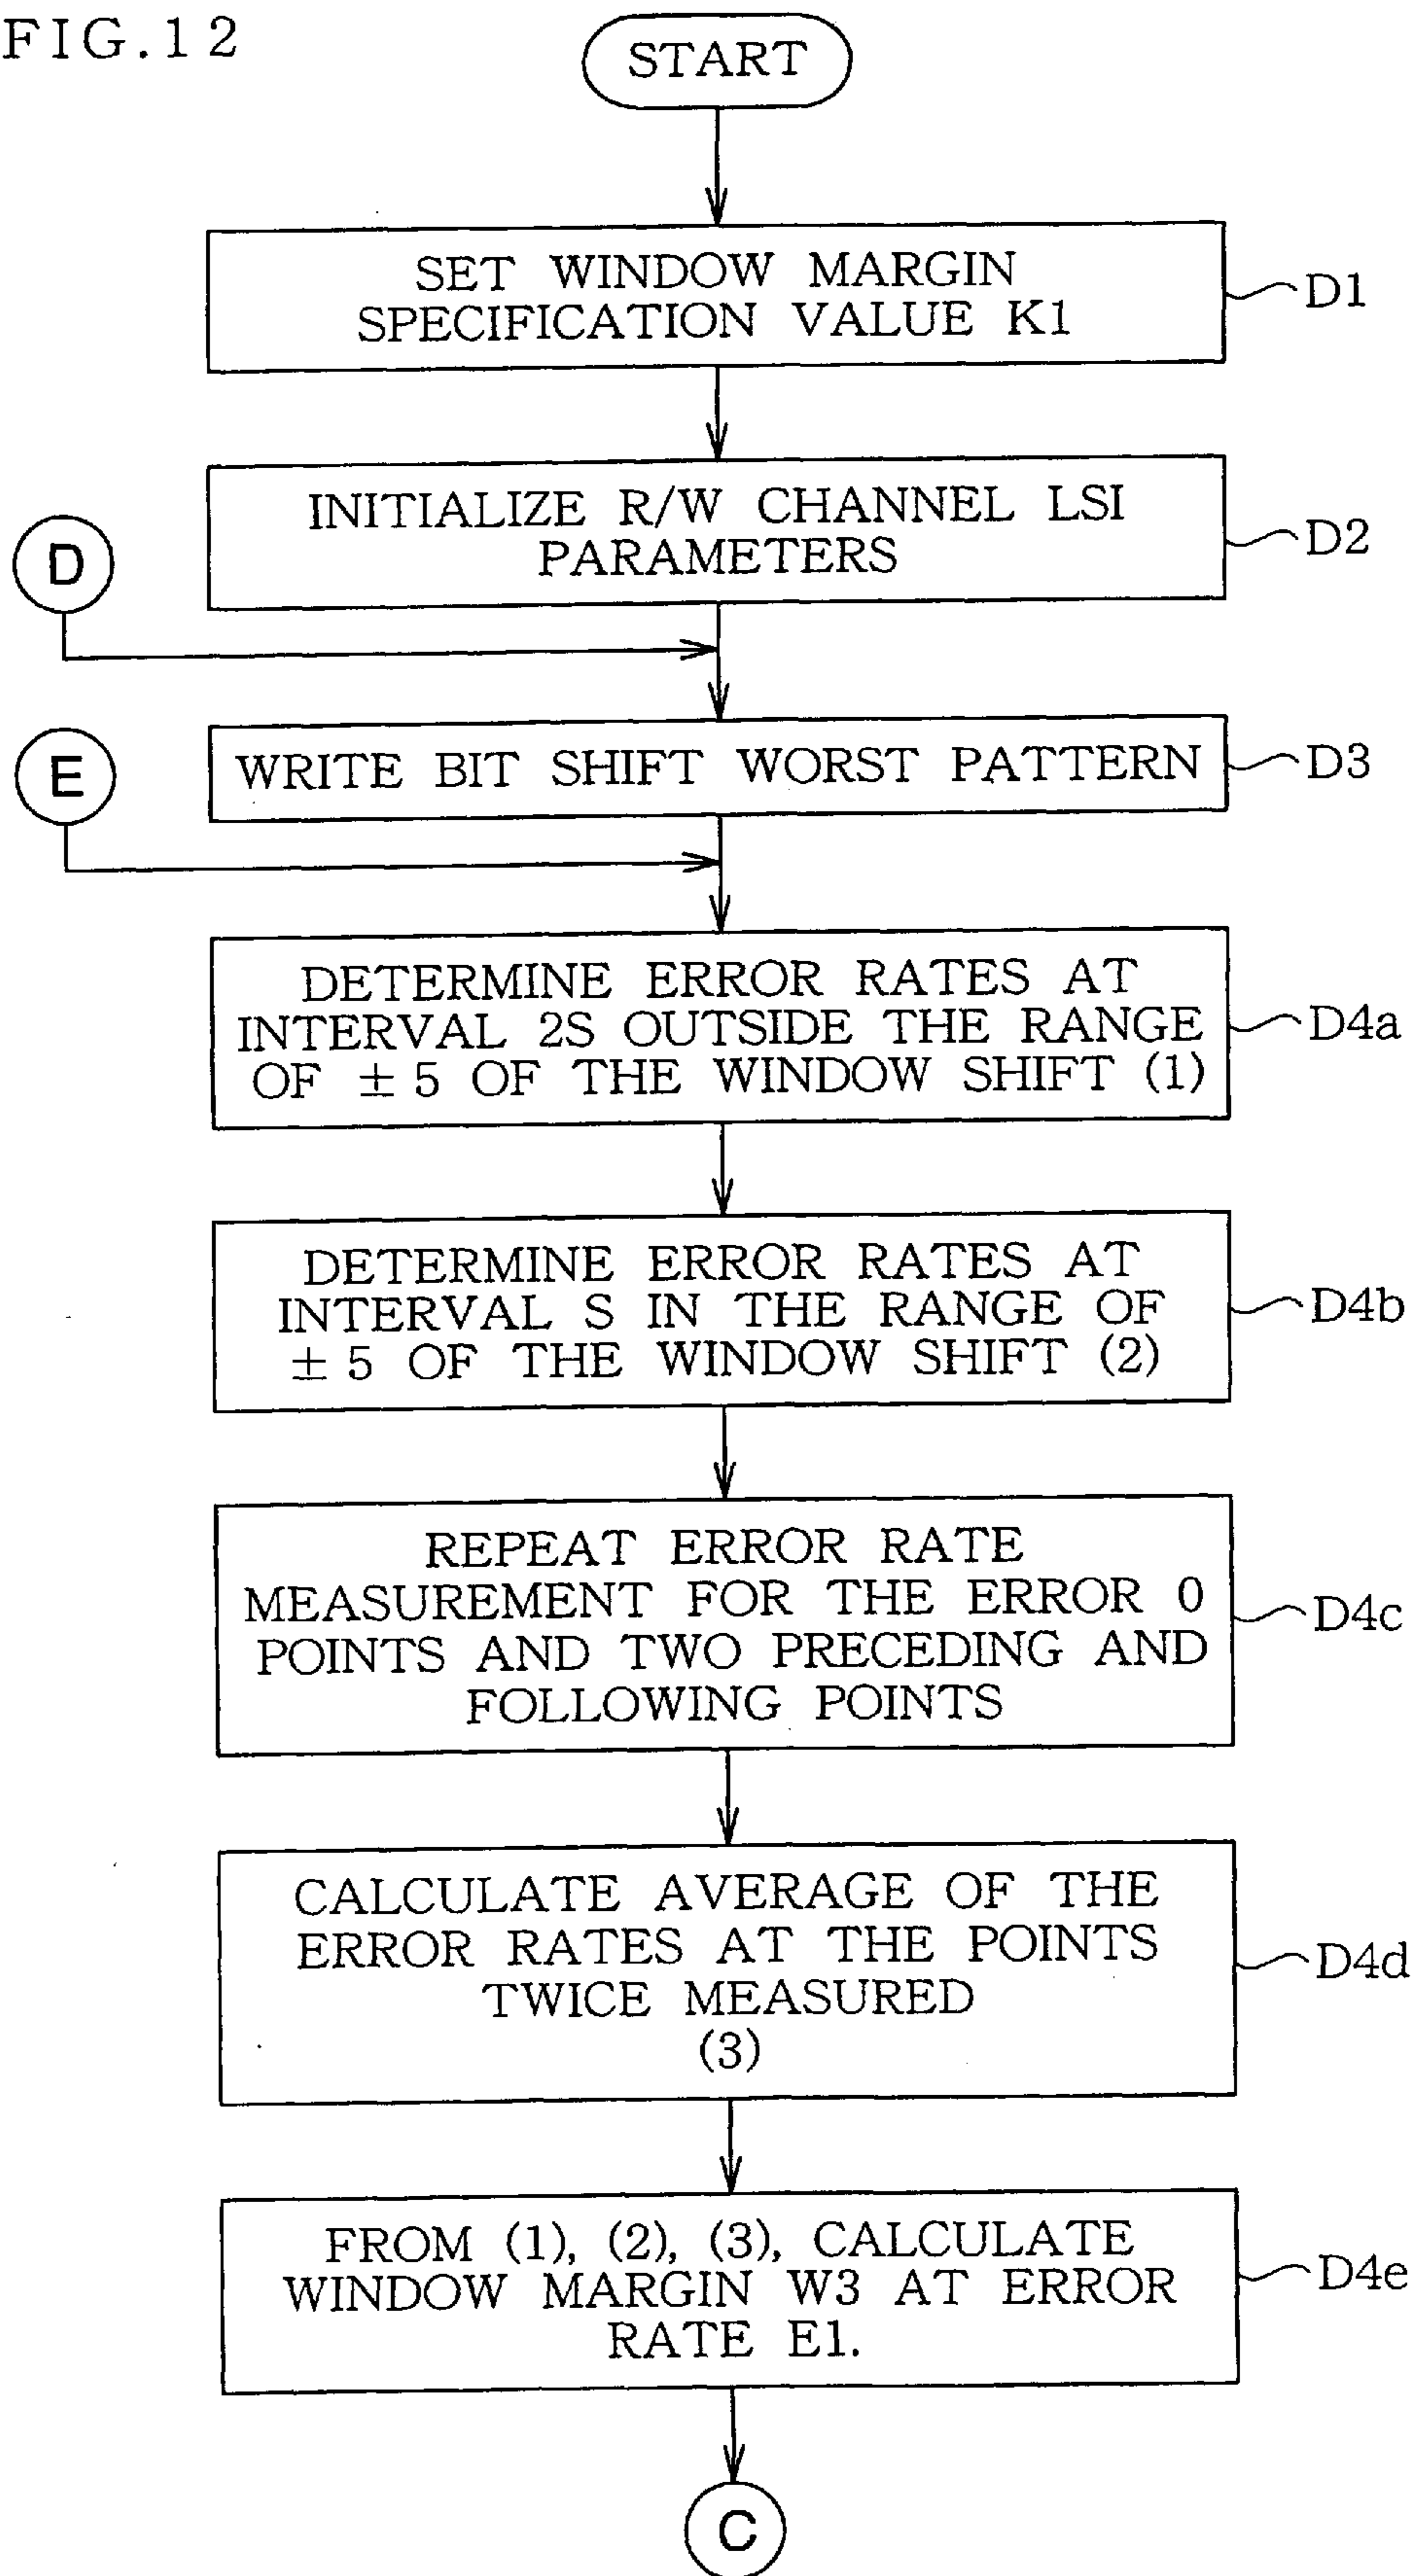 FIG.12
START
SET WINDOW MARGIN
SPECIFICATION VALUE K1
D1
INITIALIZE R/W CHANNEL LSI
PARAMETERS
D2
D
WRITE BIT SHIFT WORST PATTERN
D3
E
DETERMINE ERROR RATES AT
INTERVAL 2S OUTSIDE THE RANGE
OF ±5 OF THE WINDOW SHIFT (1)
D4a
DETERMINE ERROR RATES AT
INTERVAL S IN THE RANGE OF
±5 OF THE WINDOW SHIFT (2)
D4b
REPEAT ERROR RATE
MEASUREMENT FOR THE ERROR 0
POINTS AND TWO PRECEDING AND
FOLLOWING POINTS
D4c
CALCULATE AVERAGE OF THE
ERROR RATES AT THE POINTS
TWICE MEASURED
(3)
D4d
FROM (1), (2), (3), CALCULATE
WINDOW MARGIN W3 AT ERROR
RATE E1.
D4e
C